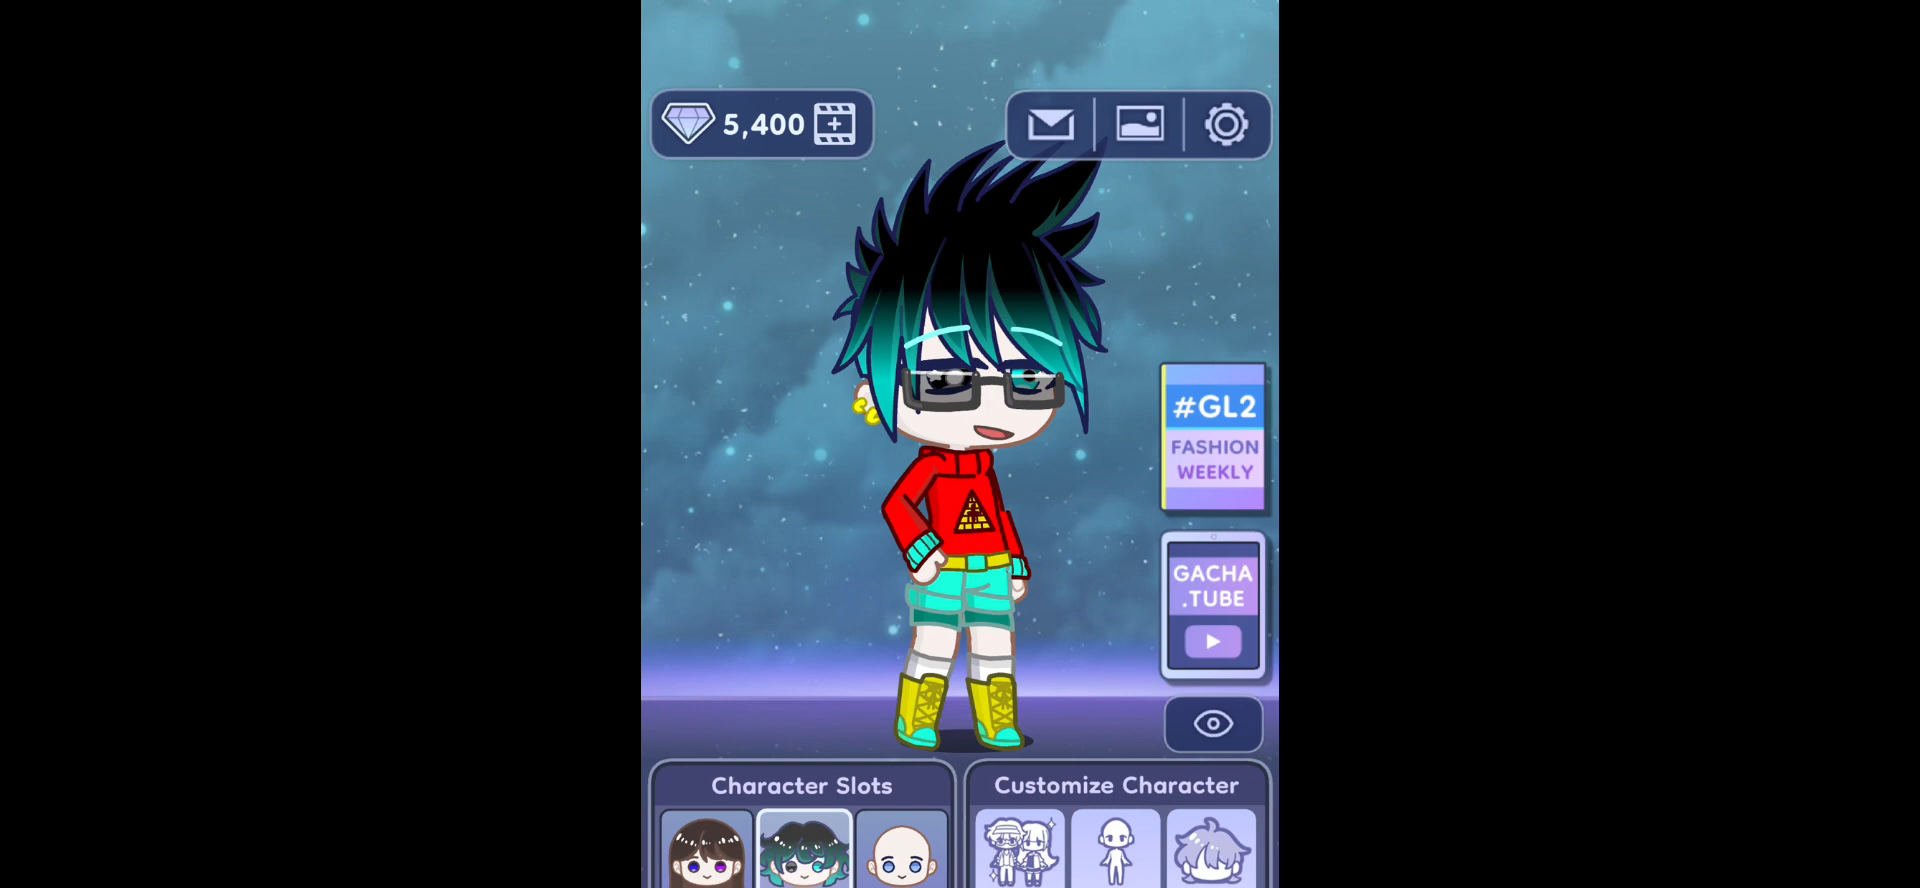 5,400
#GL2
FASHION
WEEKLY
GACHA
.TUBE
Character Slots
Customize Character